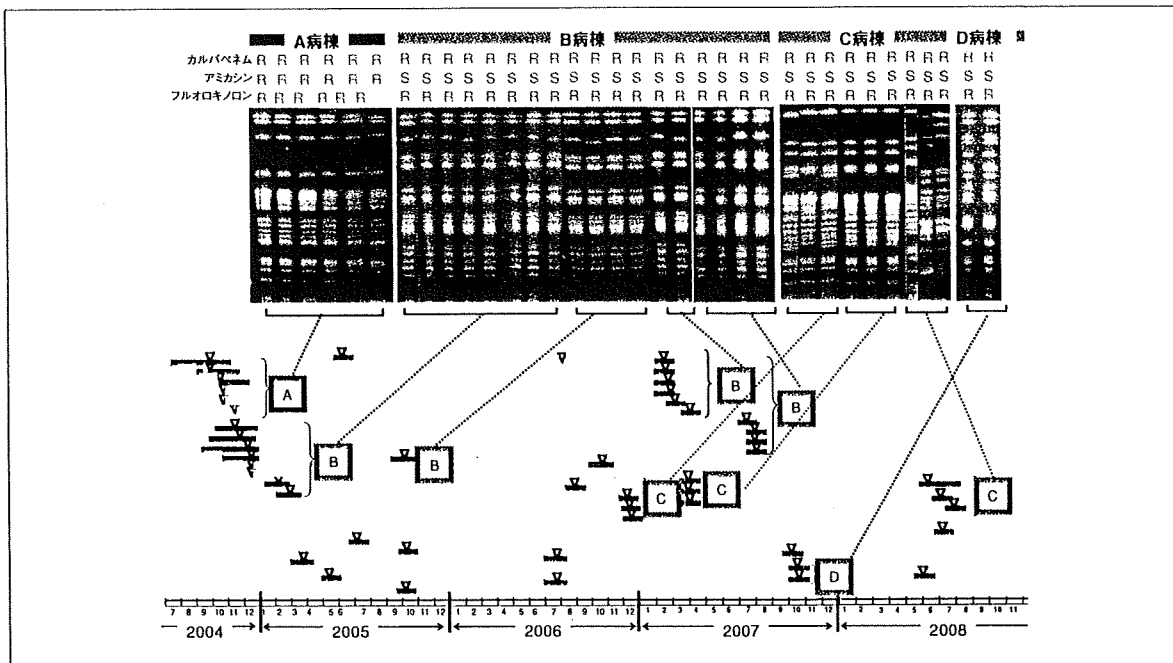 A病棟 B病棟 C病棟 D病棟
カルバペネム R R R R R R R R R R R R R R R R R R R R R R R R R R R R R R R R R R R
アミカシン R R R R R R S S S S S S S S S S S S S S S S S S S S S S S S S S S S S
フルオロキノロン R R R R R R R R R R R R R R R R R R R R R R R R R R R R R R R R R R R
A
B
B
B
B
C
C
C
D
7 8 9 10 11 12 1 2 3 4 5 6 7 8 9 10 11 12 1 2 3 4 5 6 7 8 9 10 11 12 1 2 3 4 5 6 7 8 9 10 11 12 1 2 3 4 5 6 7 8 9 10 11
2004 2005 2006 2007 2008